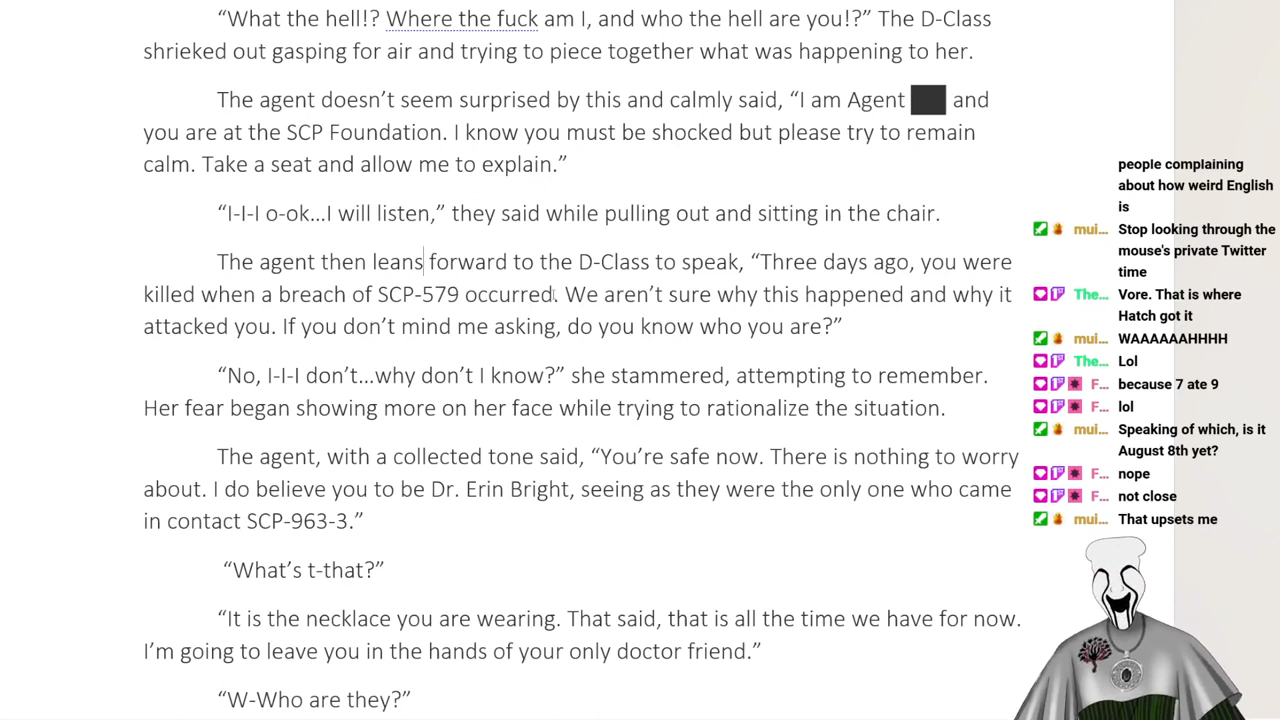 “What the hell!? Where the fuck am I, and who the hell are you!?” The D-Class
shrieked out gasping for air and trying to piece together what was happening to her.
The agent doesn’t seem surprised by this and calmly said, “I am Agent and
you are at the SCP Foundation. I know you must be shocked but please try to remain
calm. Take a seat and allow me to explain.”
“I-I-I o-ok…I will listen,” they said while pulling out and sitting in the chair.
The agent then leans forward to the D-Class to speak, “Three days ago, you were
killed when a breach of SCP-579 occurred. We aren’t sure why this happened and why it
attacked you. If you don’t mind me asking, do you know who you are?”
“No, I-I-I don’t…why don’t I know?” she stammered, attempting to remember.
Her fear began showing more on her face while trying to rationalize the situation.
The agent, with a collected tone said, “You’re safe now. There is nothing to worry
about. I do believe you to be Dr. Erin Bright, seeing as they were the only one who came
in contact SCP-963-3.”
“What’s t-that?”
“It is the necklace you are wearing. That said, that is all the time we have for now.
I’m going to leave you in the hands of your only doctor friend.”
“W-Who are they?”
people complaining
about how weird English
is
mui... Stop looking through the
mouse's private Twitter
time
The... Vore. That is where
Hatch got it
mui... WAAAAAAHHHH
The... Lol
F... because 7 ate 9
F... lol
mui... Speaking of which, is it
August 8th yet?
F... nope
F... not close
mui... That upsets me